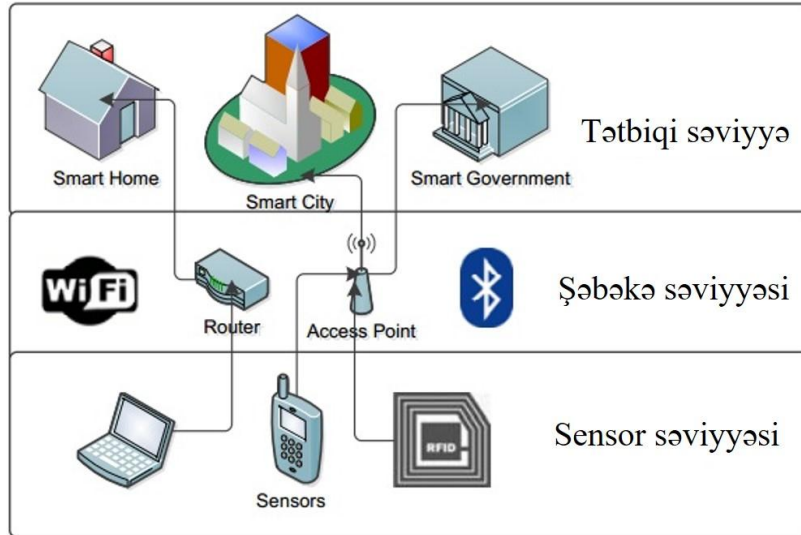 Tətbiqi səviyyə
Smart Home
Smart City
Smart Government
WiFi
Router
Access Point
Şəbəkə səviyyəsi
RFID
Sensor səviyyəsi
Sensors